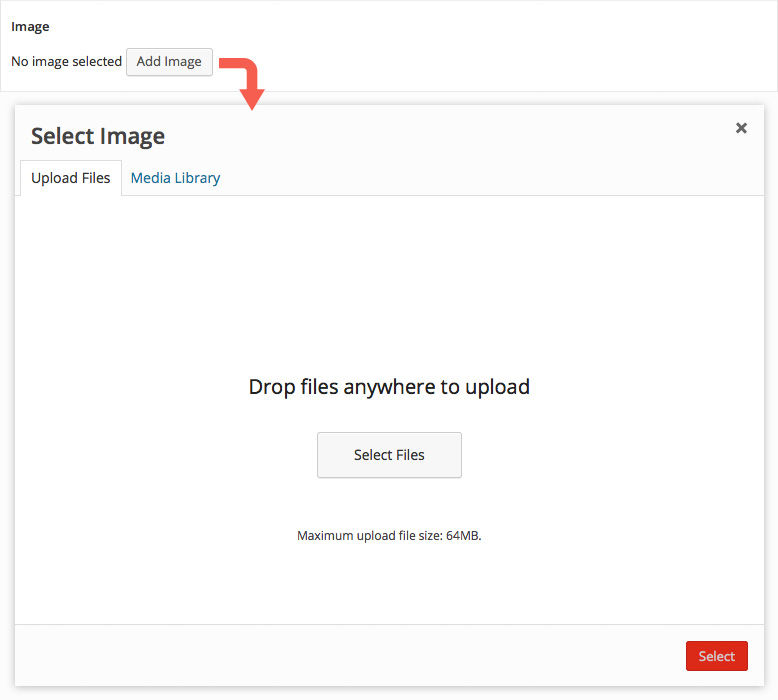 Image
No image selected Add Image
Select Image
Upload Files Media Library
Drop files anywhere to upload
Select Files
Maximum upload file size: 64MB.
Select